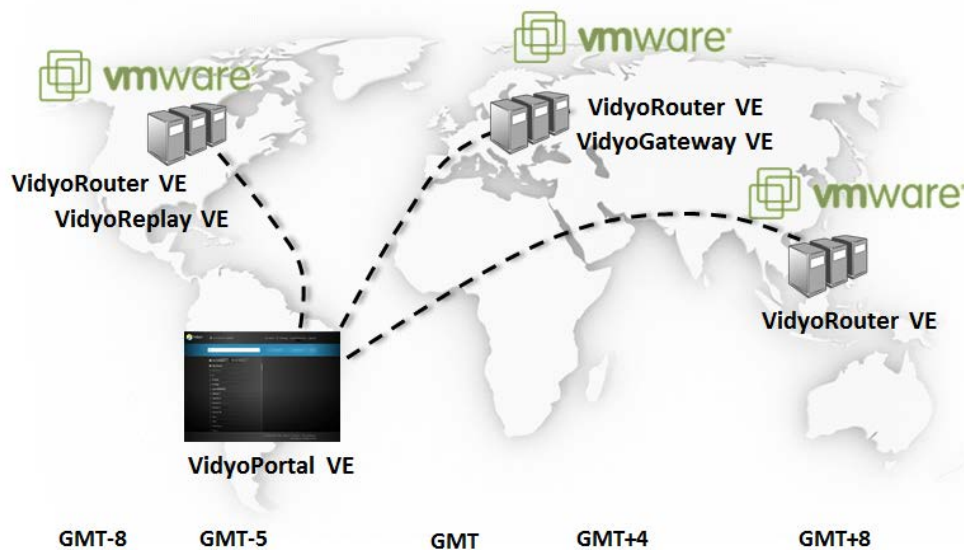 vmware®
vmware®
VidyoRouter VE
VidyoGateway VE
VidyoRouter VE
VidyoReplay VE
vmware®
VidyoRouter VE
VidyoPortal VE
GMT-8 GMT-5 GMT GMT+4 GMT+8